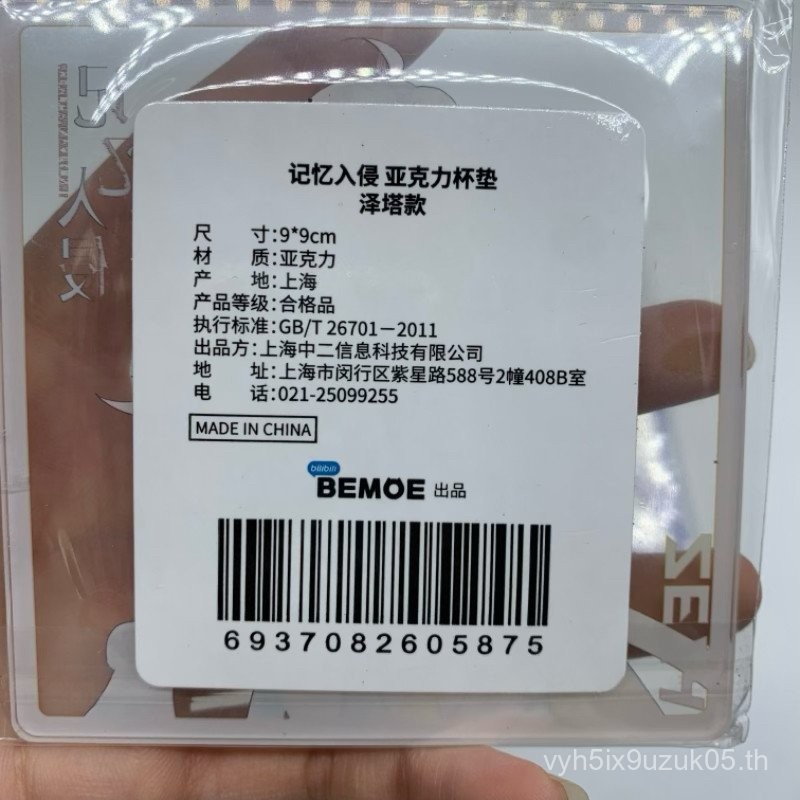 记忆入侵
记忆入侵 亚克力杯垫
泽塔款
尺 寸:9*9cm
材 质:亚克力
产 地:上海
产品等级:合格品
执行标准:GB/T 26701-2011
出品方:上海中二信息科技有限公司
地 址:上海市闵行区紫星路588号2幢408B室
电 话:021-25099255
MADE IN CHINA
bilibili
BEMOE 出品
6937082605875
vyh5ix9uzuk05.th